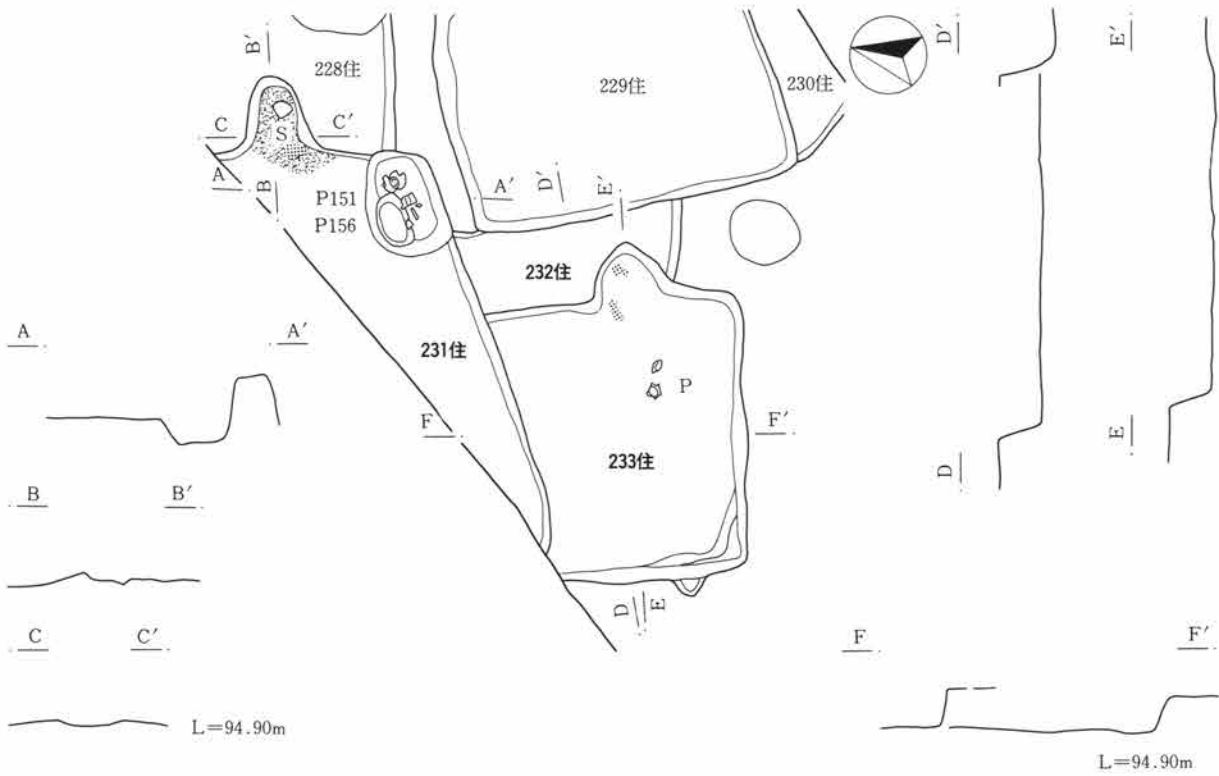 B′
228住
229住
230住
D′
E′
C
S
C′
A
B
P151
P156
A′
D′
E′
232住
A
A′
231住
P
F
F′
233住
E
D
B
B′
D
E
C
C′
F
F′
L=94.90m
L=94.90m